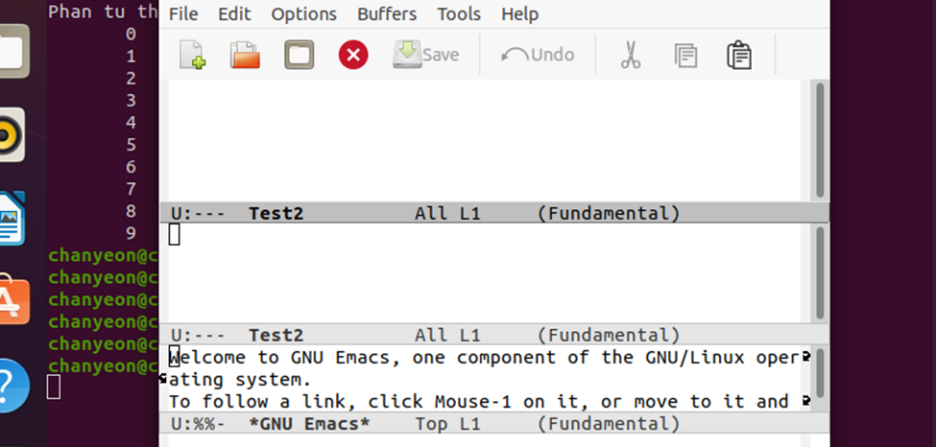 Phan tu th
0
1
2
3
4
5
6
7
8
9
chanyeon@c
chanyeon@c
chanyeon@c
chanyeon@c
chanyeon@c
chanyeon@c
File Edit Options Buffers Tools Help
Save Undo
U:--- Test2 All L1 (Fundamental)
U:--- Test2 All L1 (Fundamental)
Welcome to GNU Emacs, one component of the GNU/Linux oper
ating system.
To follow a link, click Mouse-1 on it, or move to it and
U:%%- *GNU Emacs* Top L1 (Fundamental)